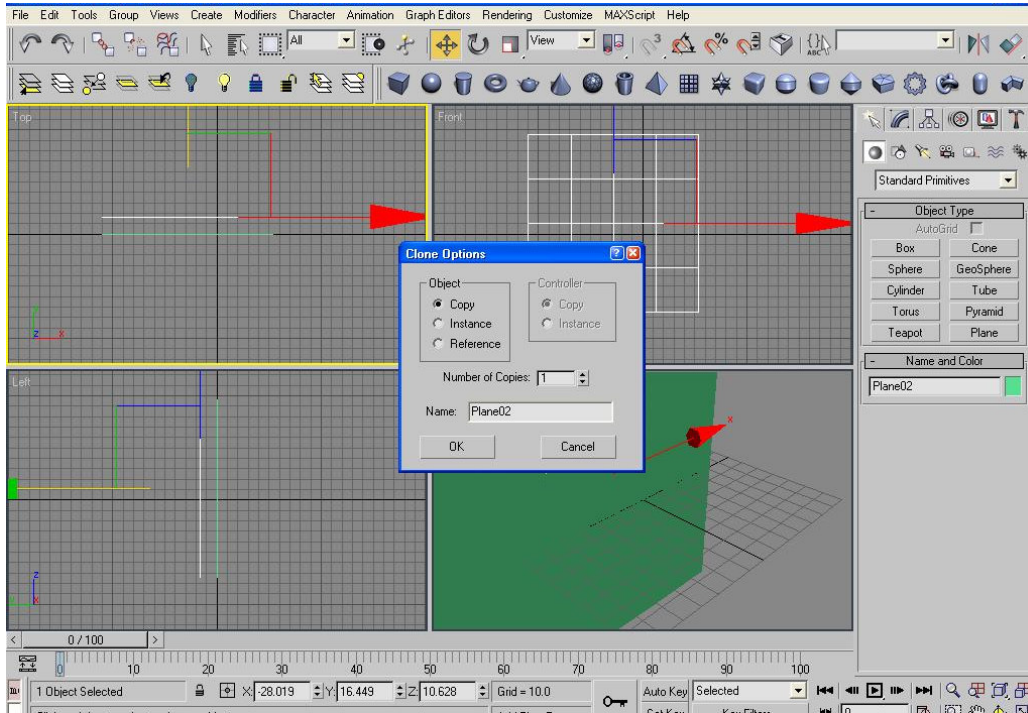 File Edit Tools Group Views Create Modifiers Character Animation Graph Editors Rendering Customize MAXScript Help
All View ABC
Top Front
Standard Primitives
- Object Type
AutoGrid
Box Cone
Sphere GeoSphere
Cylinder Tube
Torus Pyramid
Teapot Plane
- Name and Color
Plane02
Clone Options
Object Controller
Copy Copy
Instance Instance
Reference
Number of Copies: 1
Name: Plane02
OK Cancel
y
z x
Left
x
z
x
< 0 / 100 >
0 10 20 30 40 50 60 70 80 90 100
1 Object Selected X: -28.019 Y: 16.449 Z: 10.628 Grid = 10.0 Auto Key Selected
Set Key Key Filters... 0